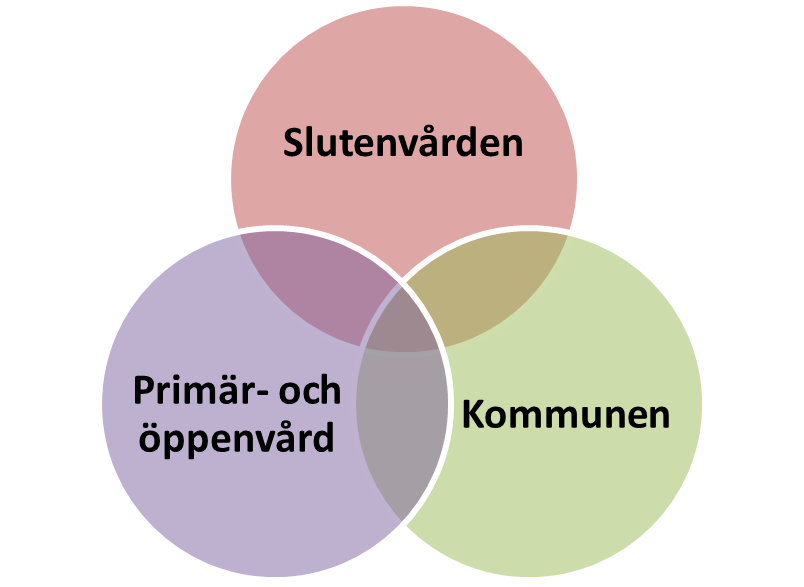 Slutenvården
Primär- och
öppenvård
Kommunen